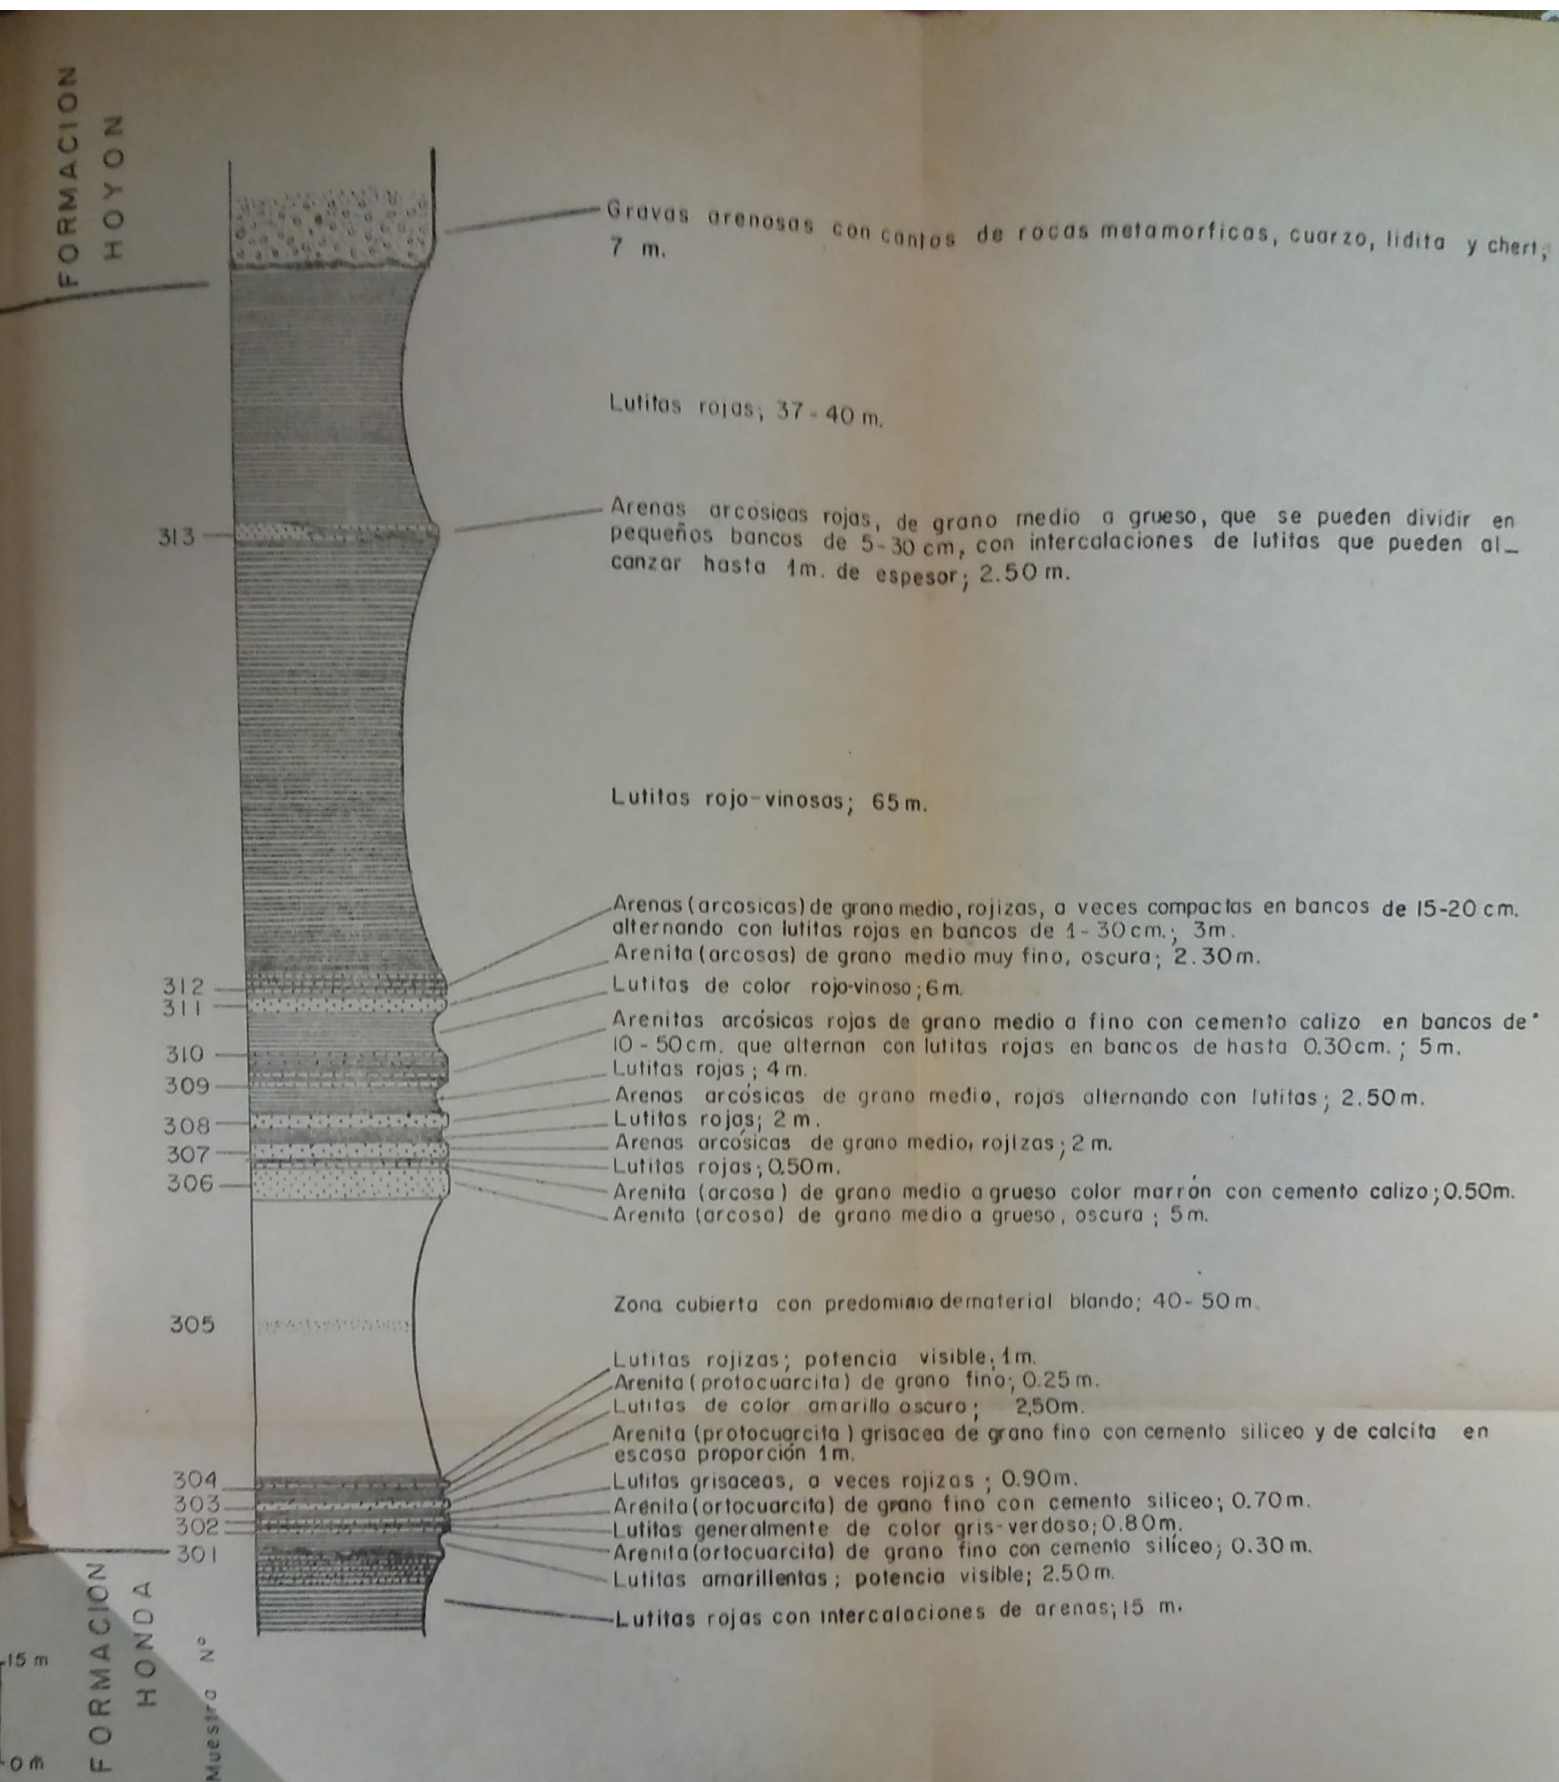 FORMACION
HOYON
Gravas arenosas con cantos de rocas metamorficas, cuarzo, lidita y chert;
7 m.
Lutitas rojas; 37-40 m.
313
Arenas arcosicas rojas, de grano medio a grueso, que se pueden dividir en
pequeños bancos de 5-30 cm, con intercalaciones de lutitas que pueden al_
canzar hasta 1m. de espesor; 2.50 m.
Lutitas rojo-vinosas; 65 m.
Arenas (arcosicas) de grano medio, rojizas, a veces compactas en bancos de 15-20 cm.
alternando con lutitas rojas en bancos de 1-30 cm.; 3m.
Arenita (arcosas) de grano medio muy fino, oscura; 2.30 m.
312
Lutitas de color rojo-vinoso; 6 m.
311
Arenitas arcósicas rojas de grano medio a fino con cemento calizo en bancos de
10-50 cm. que alternan con lutitas rojas en bancos de hasta 0.30 cm.; 5m.
310
Lutitas rojas; 4 m.
309
Arenas arcósicas de grano medio, rojas alternando con lutitas; 2.50 m.
308
Lutitas rojas; 2 m.
Arenas arcósicas de grano medio, rojizas; 2 m.
307
Lutitas rojas; 0.50m.
306
Arenita (arcosa) de grano medio a grueso color marrón con cemento calizo; 0.50m.
Arenita (arcosa) de grano medio a grueso, oscura; 5 m.
Zona cubierta con predominio dematerial blando; 40-50 m.
305
Lutitas rojizas; potencia visible; 1m.
Arenita (protocuarcita) de grano fino; 0.25 m.
Lutitas de color amarillo oscuro; 2,50m.
Arenita (protocuarcita) grisacea de grano fino con cemento siliceo y de calcita en
escasa proporción 1m.
304
Lutitas grisaceas, a veces rojizas; 0.90m.
303
Arenita (ortocuarcita) de grano fino con cemento siliceo; 0.70 m.
302
Lutitas generalmente de color gris-verdoso; 0.80m.
301
Arenita (ortocuarcita) de grano fino con cemento siliceo; 0.30 m.
Lutitas amarillentas; potencia visible; 2.50 m.
Lutitas rojas con intercalaciones de arenas; 15 m.
FORMACION
HONDA
Muestra Nº
15 m
0 m